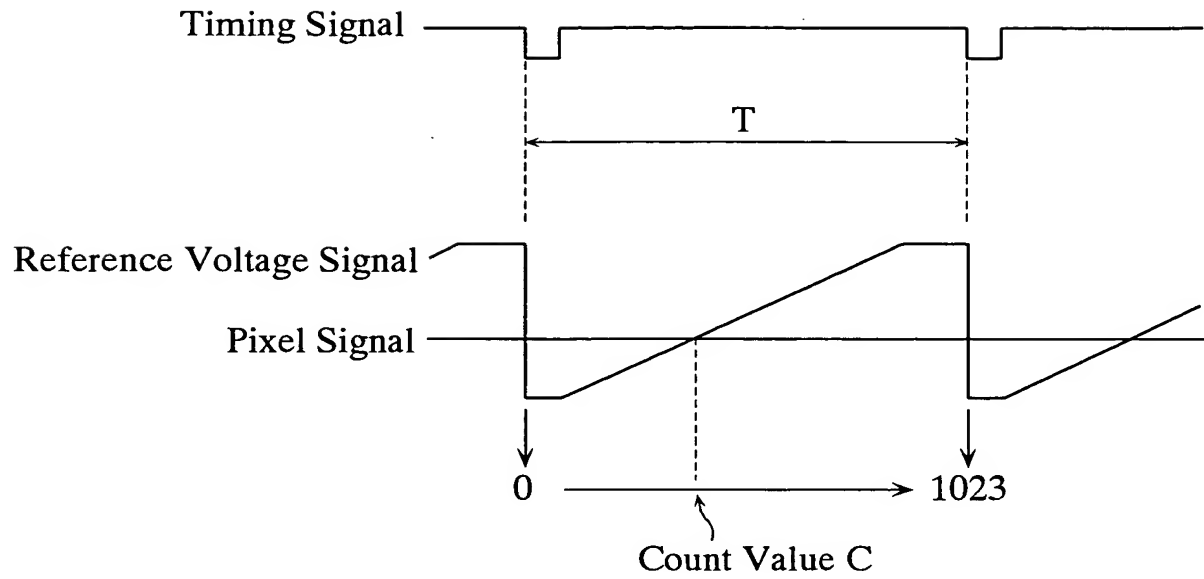 Timing Signal
T
Reference Voltage Signal
Pixel Signal
0
1023
Count Value C